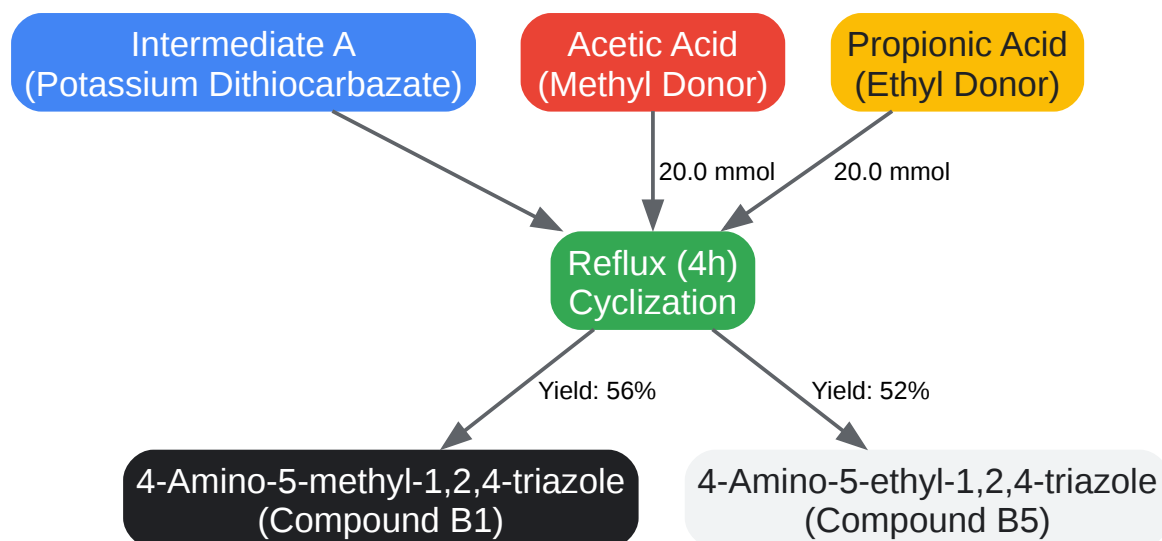 Intermediate A
(Potassium Dithiocarbazate)
Acetic Acid
(Methyl Donor)
Propionic Acid
(Ethyl Donor)
20.0 mmol
20.0 mmol
Reflux (4h)
Cyclization
Yield: 56%
Yield: 52%
4-Amino-5-methyl-1,2,4-triazole
(Compound B1)
4-Amino-5-ethyl-1,2,4-triazole
(Compound B5)